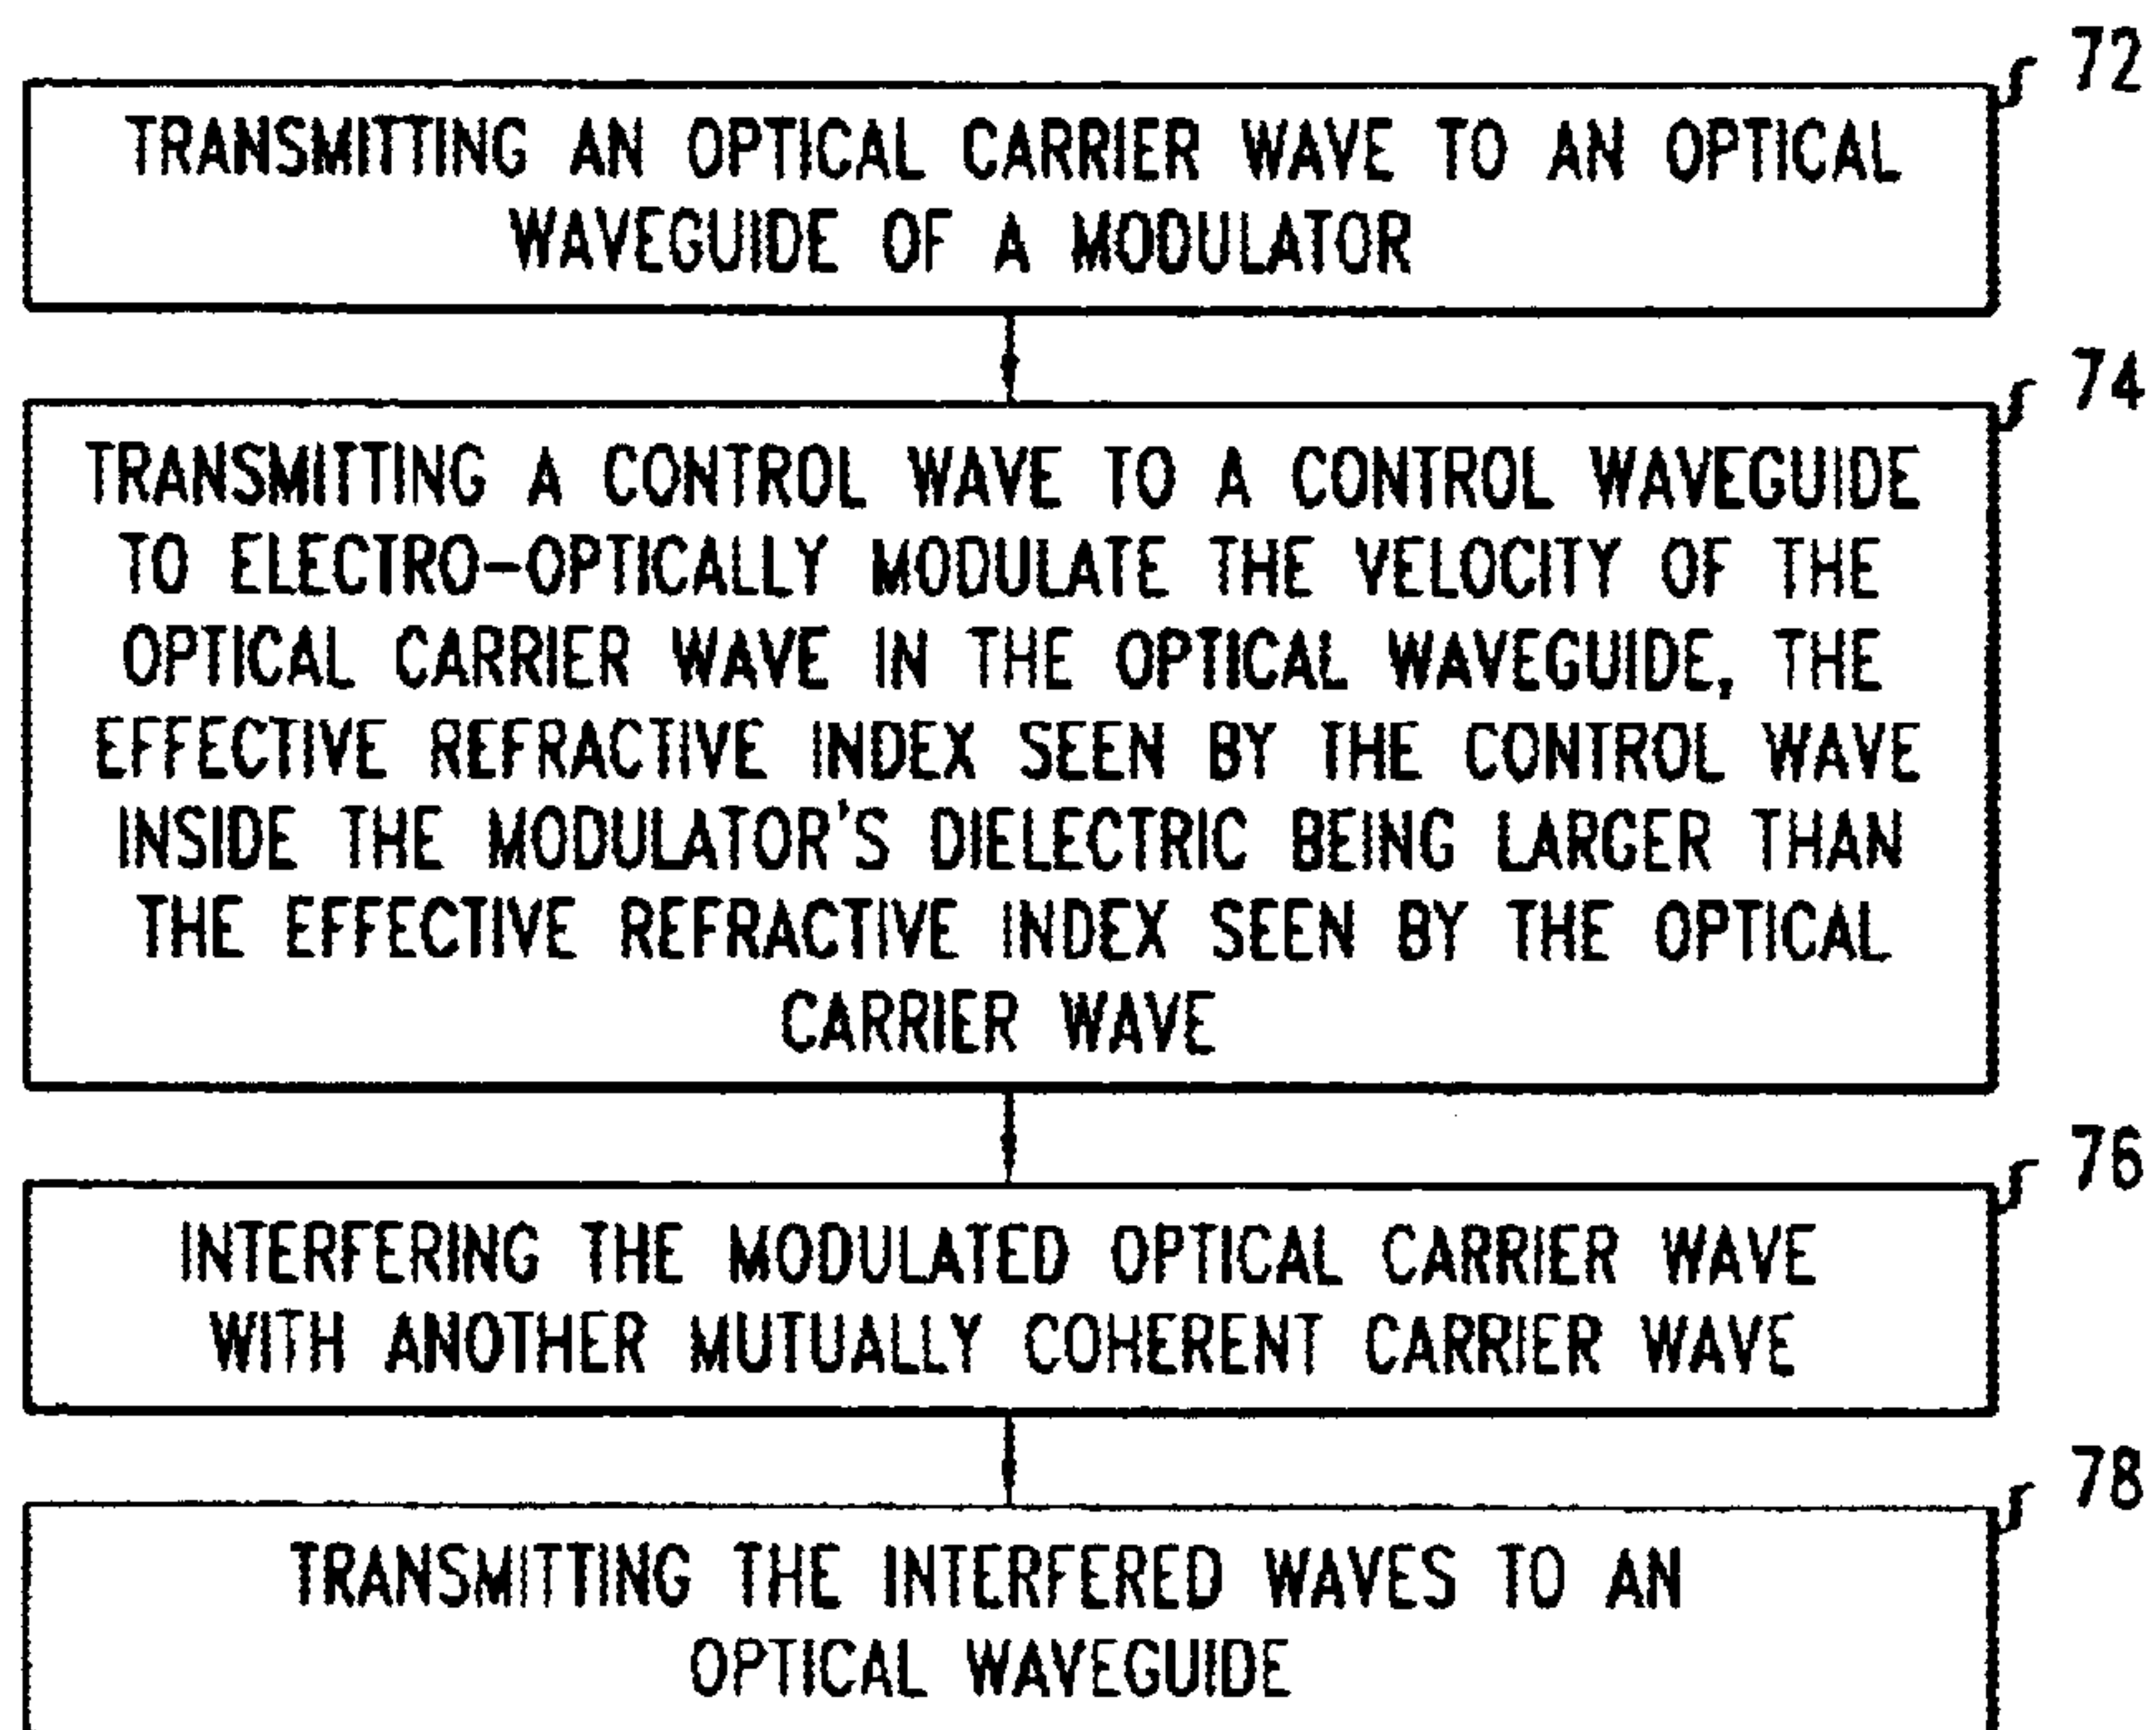 72
TRANSMITTING AN OPTICAL CARRIER WAVE TO AN OPTICAL
WAVEGUIDE OF A MODULATOR
74
TRANSMITTING A CONTROL WAVE TO A CONTROL WAVEGUIDE
TO ELECTRO-OPTICALLY MODULATE THE VELOCITY OF THE
OPTICAL CARRIER WAVE IN THE OPTICAL WAVEGUIDE, THE
EFFECTIVE REFRACTIVE INDEX SEEN BY THE CONTROL WAVE
INSIDE THE MODULATOR'S DIELECTRIC BEING LARGER THAN
THE EFFECTIVE REFRACTIVE INDEX SEEN BY THE OPTICAL
CARRIER WAVE
76
INTERFERING THE MODULATED OPTICAL CARRIER WAVE
WITH ANOTHER MUTUALLY COHERENT CARRIER WAVE
78
TRANSMITTING THE INTERFERED WAVES TO AN
OPTICAL WAVEGUIDE